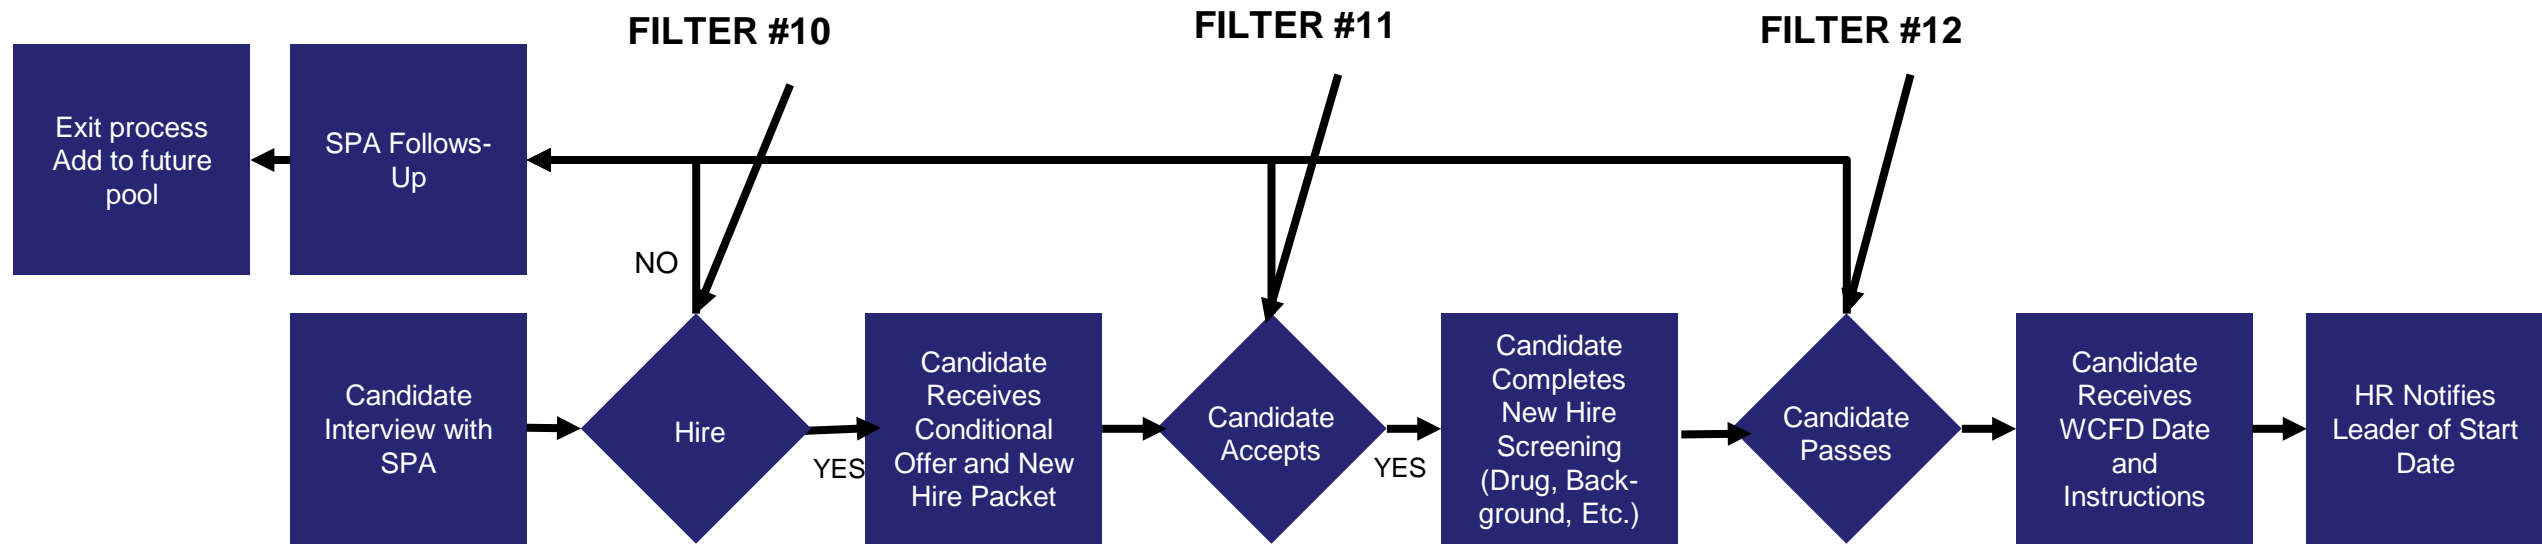 FILTER #10
FILTER #11
FILTER #12
Exit process
Add to future
pool
SPA Follows-
Up
NO
Candidate
Interview with
SPA
Hire
YES
Candidate
Receives
Conditional
Offer and New
Hire Packet
Candidate
Accepts
YES
Candidate
Completes
New Hire
Screening
(Drug, Back-
ground, Etc.)
Candidate
Passes
Candidate
Receives
WCFD Date
and
Instructions
HR Notifies
Leader of Start
Date